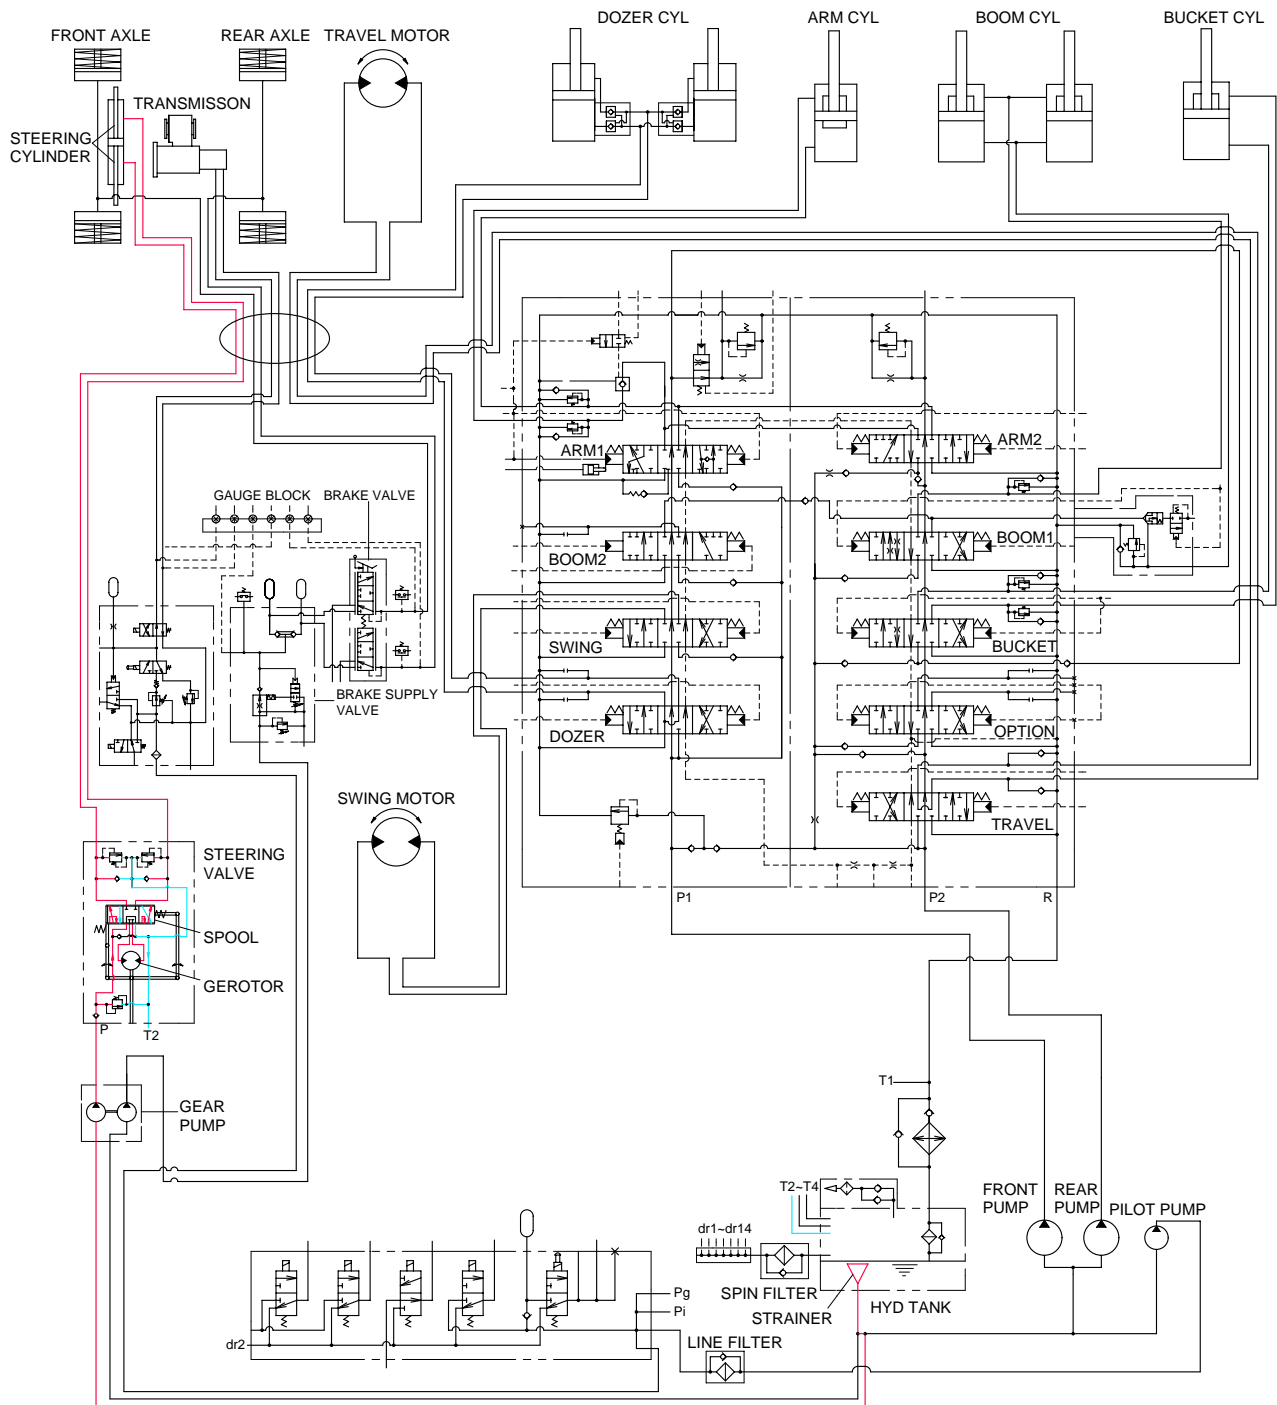 DOZER CYL
ARM CYL
BOOM CYL
BUCKET CYL
FRONT AXLE
REAR AXLE
TRAVEL MOTOR
TRANSMISSON
STEERING
CYLINDER
ARM1
ARM2
GAUGE BLOCK
BRAKE VALVE
BOOM2
BOOM1
SWING
BUCKET
BRAKE SUPPLY
VALVE
DOZER
OPTION
SWING MOTOR
TRAVEL
STEERING
VALVE
P1
P2
R
SPOOL
GEROTOR
P
T2
T1
GEAR
PUMP
T2~T4
FRONT
PUMP
REAR
PUMP
PILOT PUMP
dr1~dr14
SPIN FILTER
HYD TANK
STRAINER
Pg
Pi
dr2
LINE FILTER